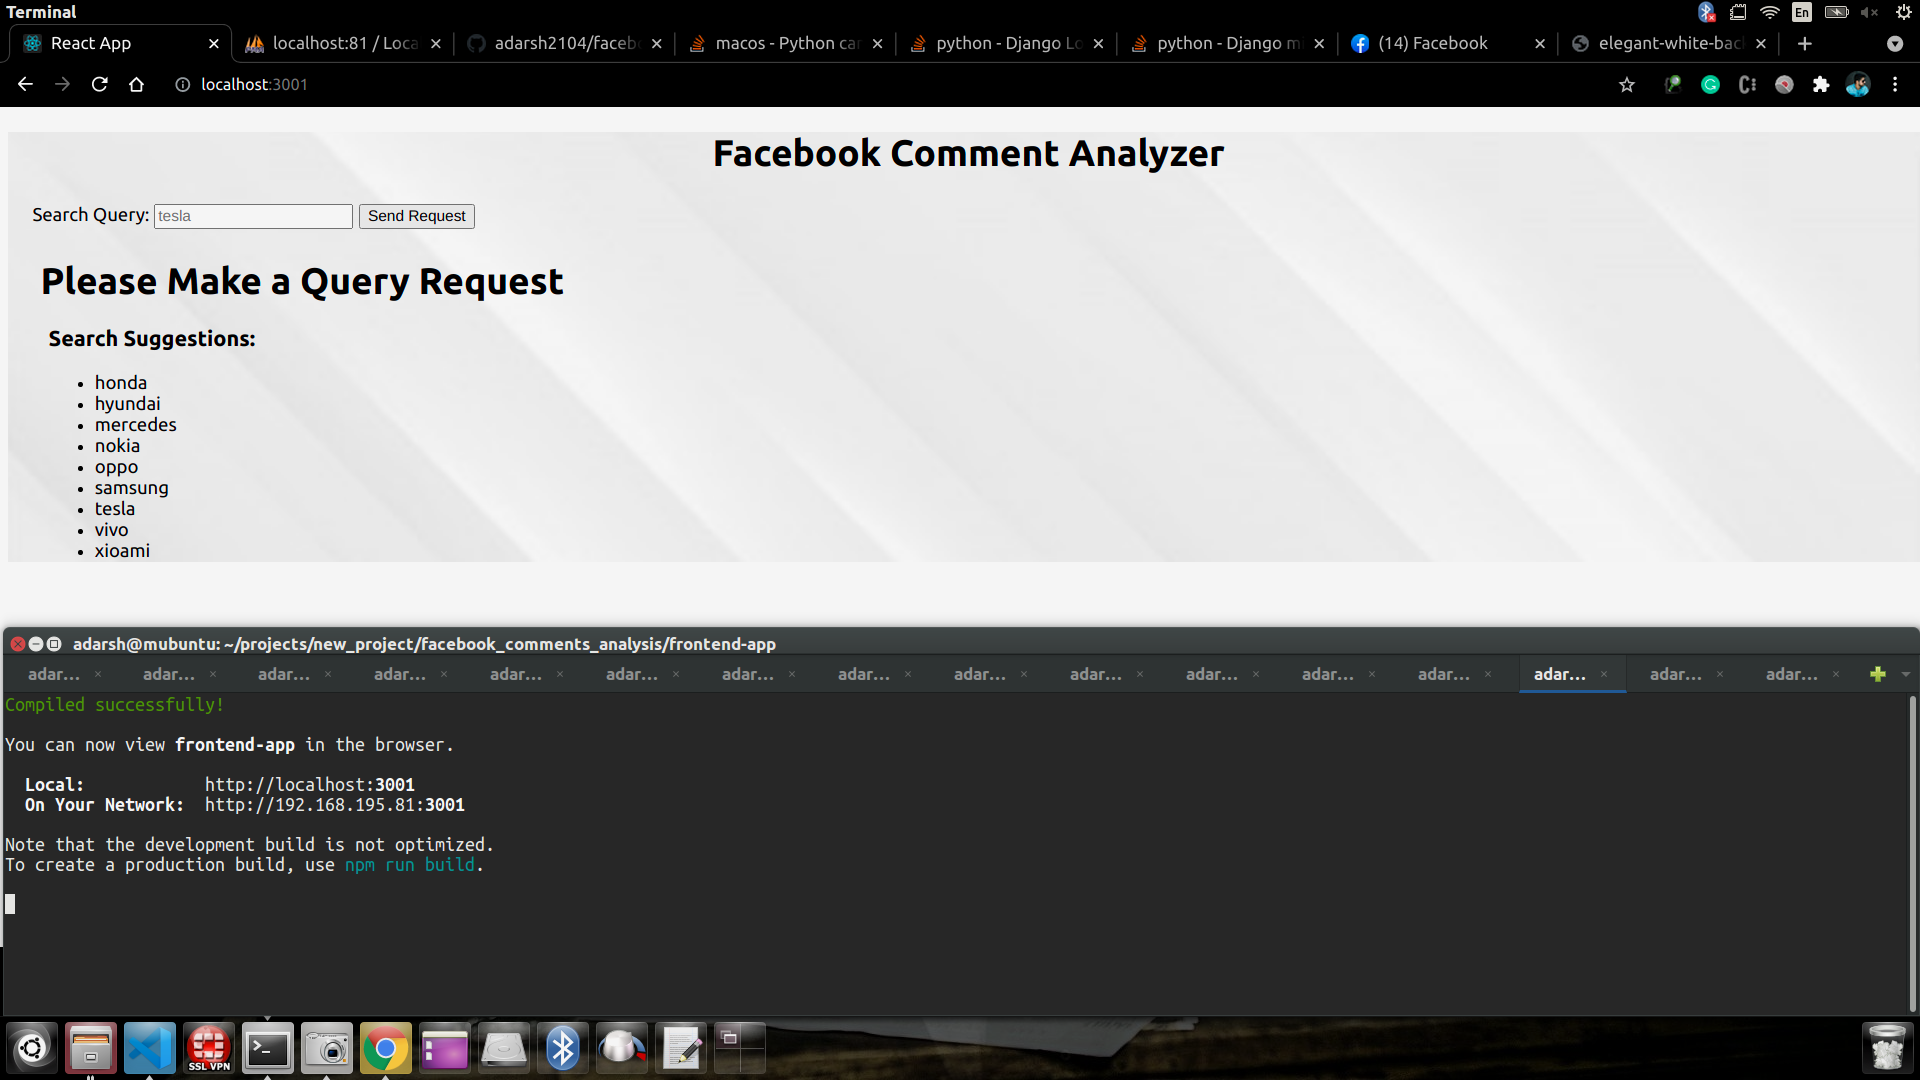 Terminal
En
React App
localhost:81 / Loca
adarsh2104/facebo
macos - Python can
python - Django Lo
python - Django mi
(14) Facebook
elegant-white-back
localhost:3001
Facebook Comment Analyzer
Search Query: tesla Send Request
Please Make a Query Request
Search Suggestions:
honda
hyundai
mercedes
nokia
oppo
samsung
tesla
vivo
xioami
adarsh@mubuntu: ~/projects/new_project/facebook_comments_analysis/frontend-app
adar... adar... adar... adar... adar... adar... adar... adar... adar... adar... adar... adar... adar... adar... adar... adar...
Compiled successfully!
You can now view frontend-app in the browser.
Local: http://localhost:3001
On Your Network: http://192.168.195.81:3001
Note that the development build is not optimized.
To create a production build, use npm run build.
SSL VPN